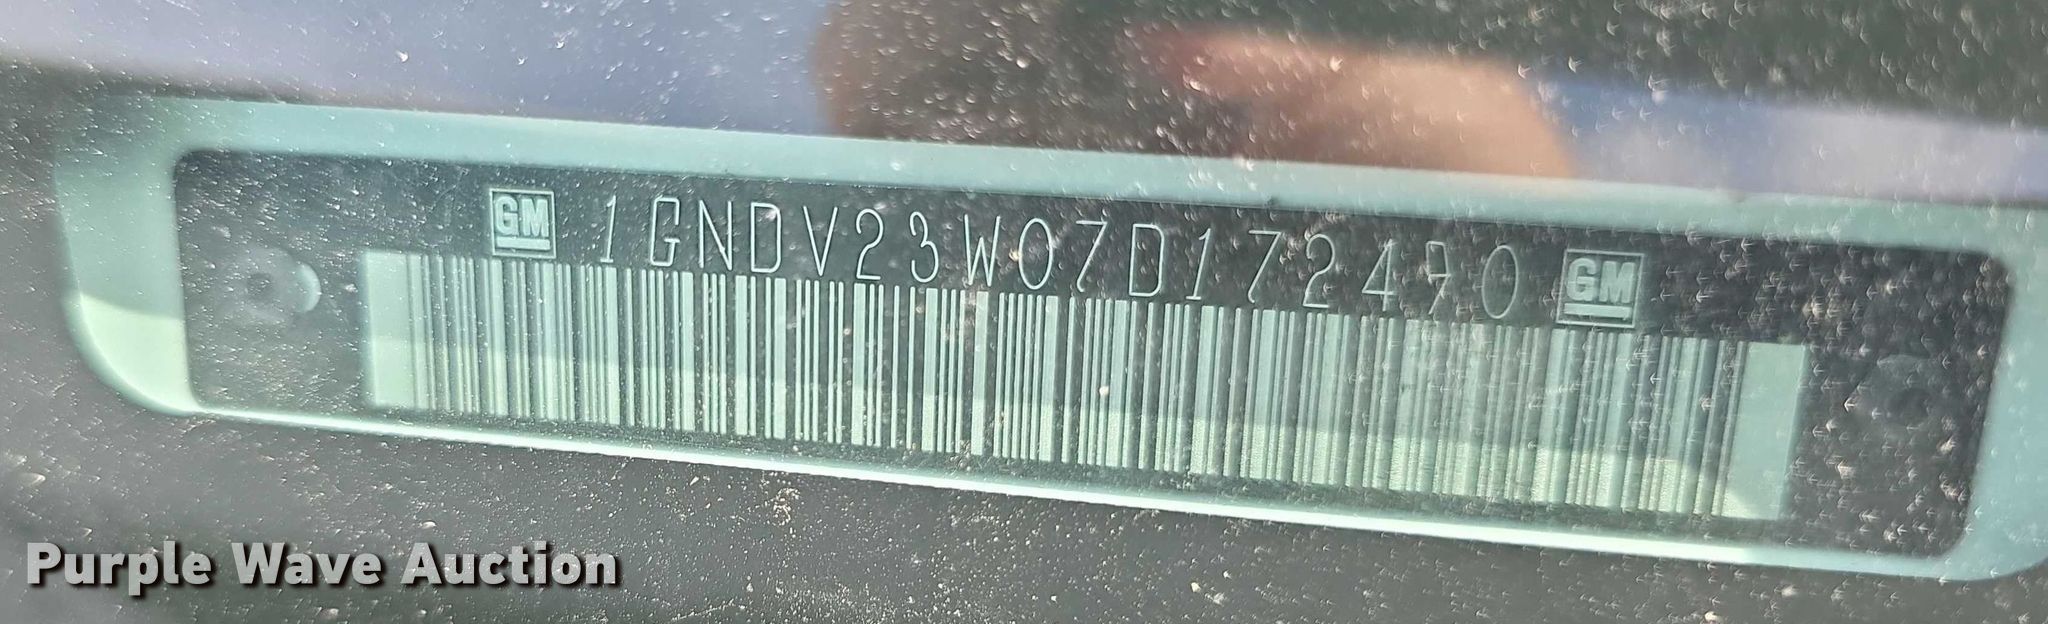 GM 1GNDV23W07D172490 GM
Purple Wave Auction